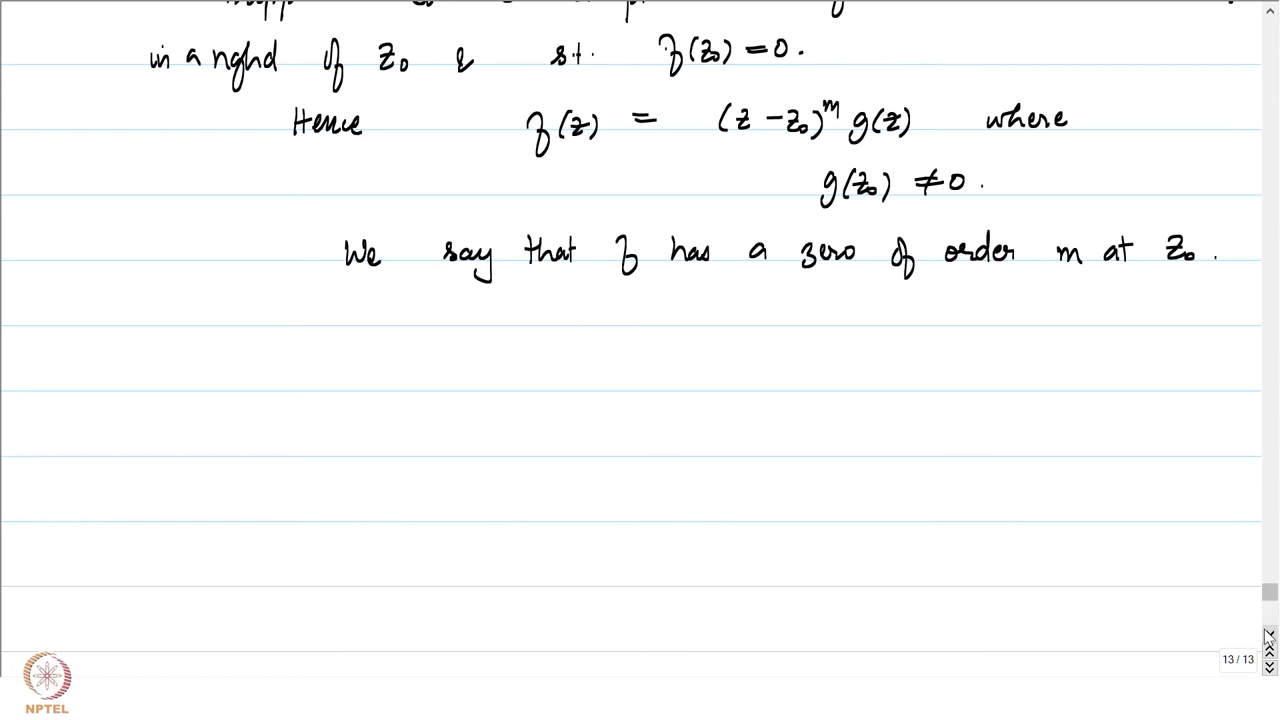 in a nghd of z₀ & s.t. f(z₀) = 0.
Hence f(z) = (z - z₀)ᵐ g(z) where
g(z₀) ≠ 0.
We say that f has a zero of order m at z₀.
13 / 13
NPTEL